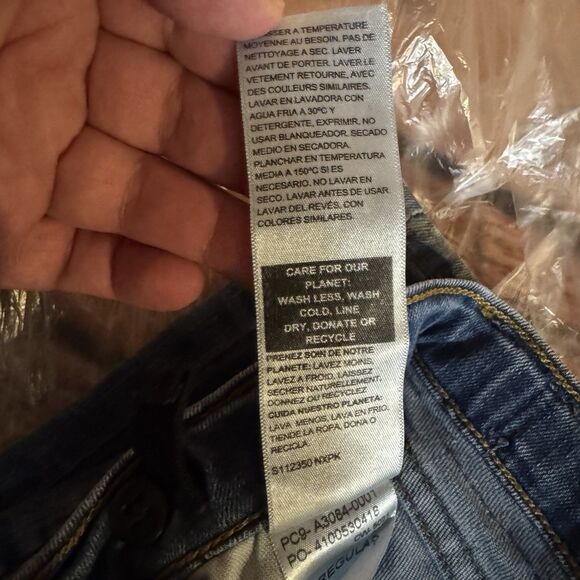 REPASSER A TEMPERATURE
MOYENNE AU BESOIN. PAS DE
NETTOYAGE A SEC. LAVER
AVANT DE PORTER. LAVER LE
VETEMENT RETOURNE, AVEC
DES COULEURS SIMILAIRES.
LAVAR EN LAVADORA CON
AGUA FRIA A 30ºC Y
DETERGENTE, EXPRIMIR, NO
USAR BLANQUEADOR. SECADO
MEDIO EN SECADORA.
PLANCHAR EN TEMPERATURA
MEDIA A 150ºC SI ES
NECESARIO. NO LAVAR EN
SECO. LAVAR ANTES DE USAR.
LAVAR DEL REVÉS, CON
COLORES SIMILARES.
CARE FOR OUR
PLANET:
WASH LESS, WASH
COLD, LINE
DRY, DONATE OR
RECYCLE
PRENEZ SOIN DE NOTRE
PLANETE: LAVEZ MOINS,
LAVEZ A FROID, LAISSEZ
SECHER NATURELLEMENT,
DONNEZ OU RECYCLEZ
CUIDA NUESTRO PLANETA:
LAVA MENOS, LAVA EN FRIO,
TIENDE LA ROPA, DONA O
RECICLA
S112350 NXPK
PC9- A3084-0001
PO. 4100530418
REGULAR